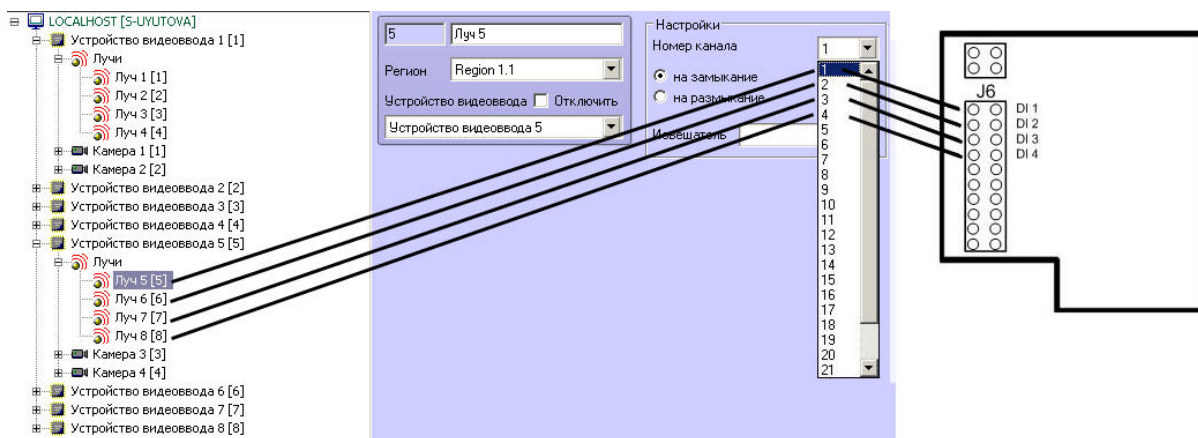 LOCALHOST [S-UYUTOVA]
Устройство видеоввода 1 [1]
Лучи
Луч 1 [1]
Луч 2 [2]
Луч 3 [3]
Луч 4 [4]
Камера 1 [1]
Камера 2 [2]
Устройство видеоввода 2 [2]
Устройство видеоввода 3 [3]
Устройство видеоввода 4 [4]
Устройство видеоввода 5 [5]
Лучи
Луч 5 [5]
Луч 6 [6]
Луч 7 [7]
Луч 8 [8]
Камера 3 [3]
Камера 4 [4]
Устройство видеоввода 6 [6]
Устройство видеоввода 7 [7]
Устройство видеоввода 8 [8]
5 Луч 5
Регион Region 1.1
Устройство видеоввода Отключить
Устройство видеоввода 5
Настройки
Номер канала 1
на замыкание
на размыкание
Извещатель
1
2
3
4
5
6
7
8
9
10
11
12
13
14
15
16
17
18
19
20
21
J6
DI 1
DI 2
DI 3
DI 4